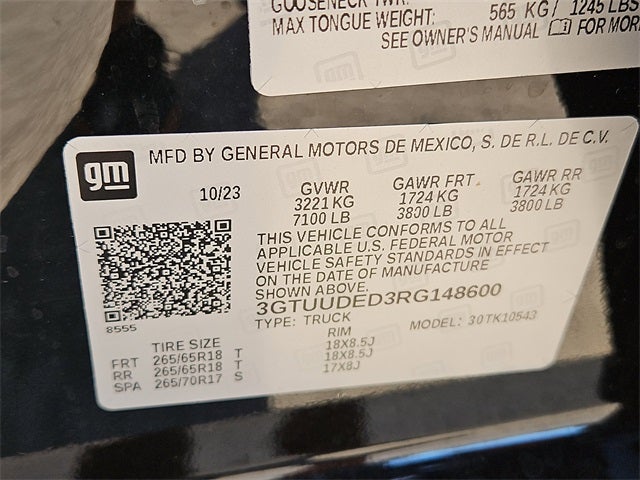 GOOSENECK TWR:
MAX TONGUE WEIGHT: 565 KG / 1245 LBS
SEE OWNER'S MANUAL FOR MOR
gm
MFD BY GENERAL MOTORS DE MEXICO, S. DE R.L. DE C.V.
10/23
GVWR GAWR FRT. GAWR RR
3221 KG 1724 KG 1724 KG
7100 LB 3800 LB 3800 LB
THIS VEHICLE CONFORMS TO ALL
APPLICABLE U.S. FEDERAL MOTOR
VEHICLE SAFETY STANDARDS IN EFFECT
ON THE DATE OF MANUFACTURE
SHOWN ABOVE.
3GTUUDED3RG148600
8555
TYPE: TRUCK MODEL: 30TK10543
TIRE SIZE RIM
FRT 265/65R18 T 18X8.5J
RR 265/65R18 T 18X8.5J
SPA 265/70R17 S 17X8J